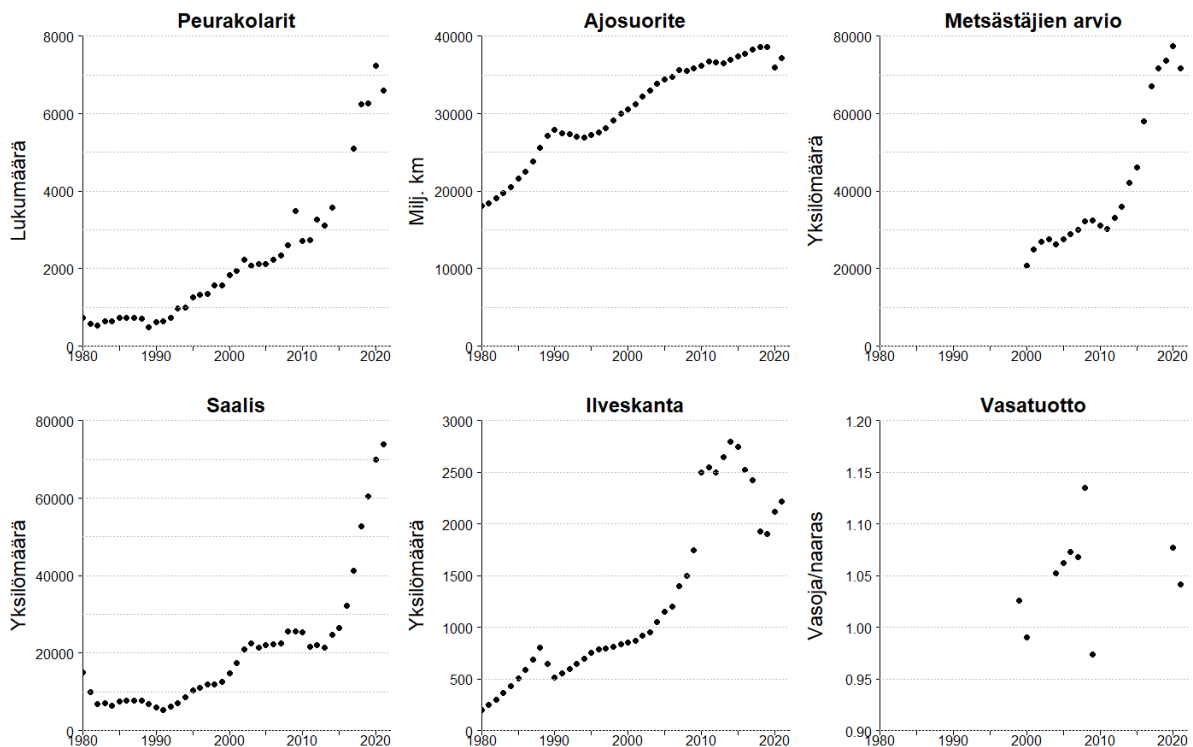 Peurakolarit
Lukumäärä
8000
6000
4000
2000
0
1980 1990 2000 2010 2020
Ajosuorite
Milj. km
40000
30000
20000
10000
0
1980 1990 2000 2010 2020
Metsästäjien arvio
Yksilömäärä
80000
60000
40000
20000
0
1980 1990 2000 2010 2020
Saalis
Yksilömäärä
80000
60000
40000
20000
0
1980 1990 2000 2010 2020
Ilveskanta
Yksilömäärä
3000
2500
2000
1500
1000
500
0
1980 1990 2000 2010 2020
Vasatuotto
Vasoja/naaras
1.20
1.15
1.10
1.05
1.00
0.95
0.90
1980 1990 2000 2010 2020